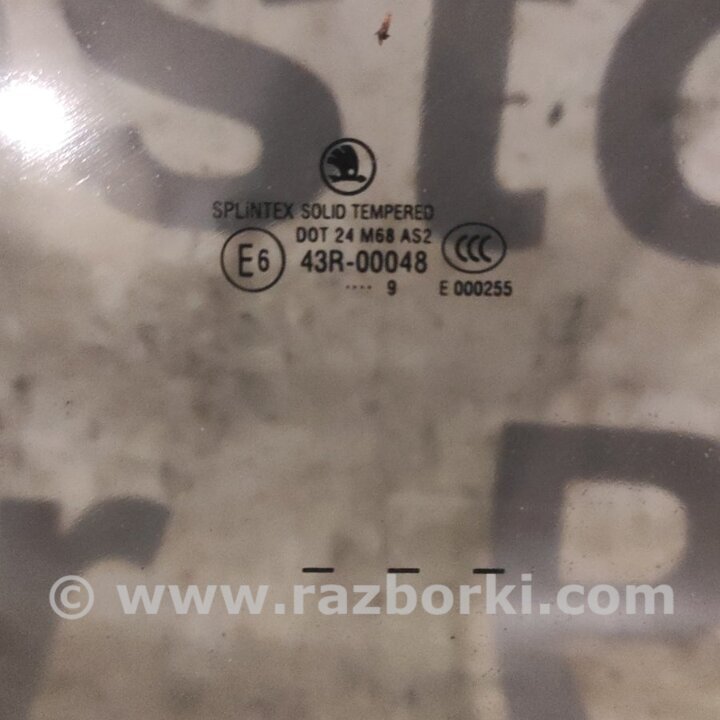 SPLiNTEX SOLID TEMPERED
DOT 24 M68 AS2
E6 43R-00048 CCC
.... 9 E 000255
© www.razborki.com